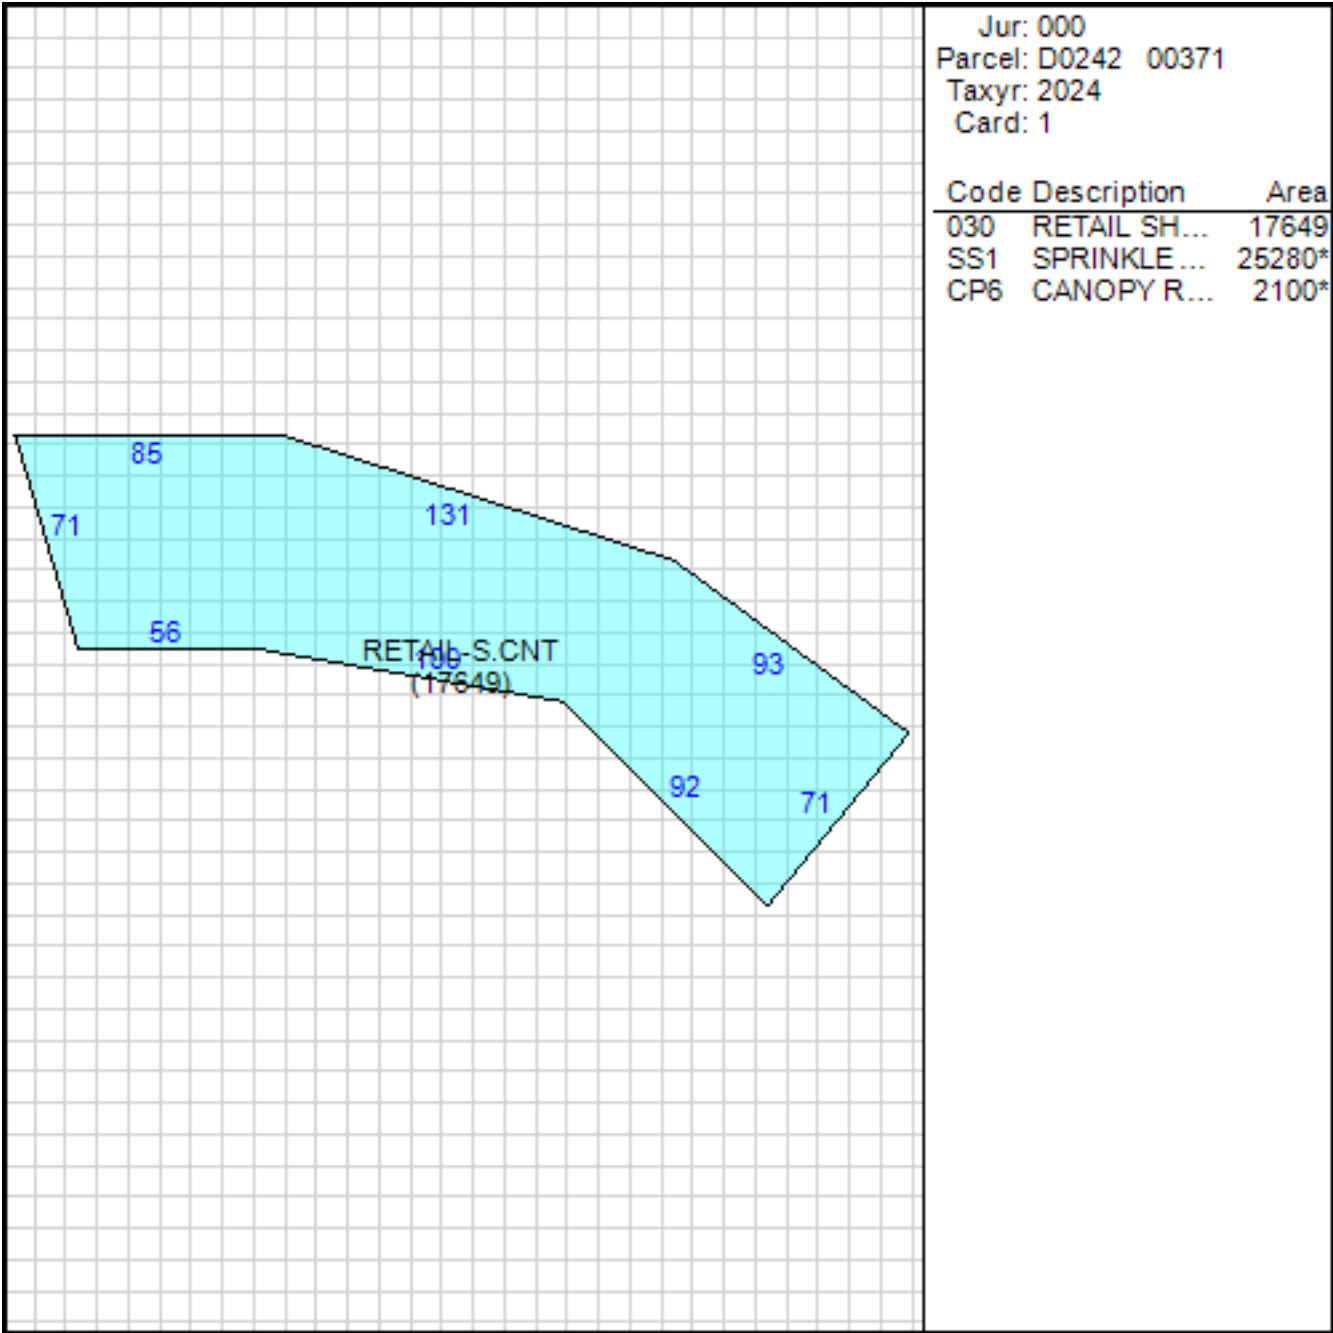 Jur: 000
Parcel: D0242 00371
Taxyr: 2024
Card: 1
Code Description Area
030 RETAIL SH... 17649
SS1 SPRINKLE... 25280*
CP6 CANOPY R... 2100*
85
131
71
56
RETAIL-S.CNT
(17649)
93
92
71